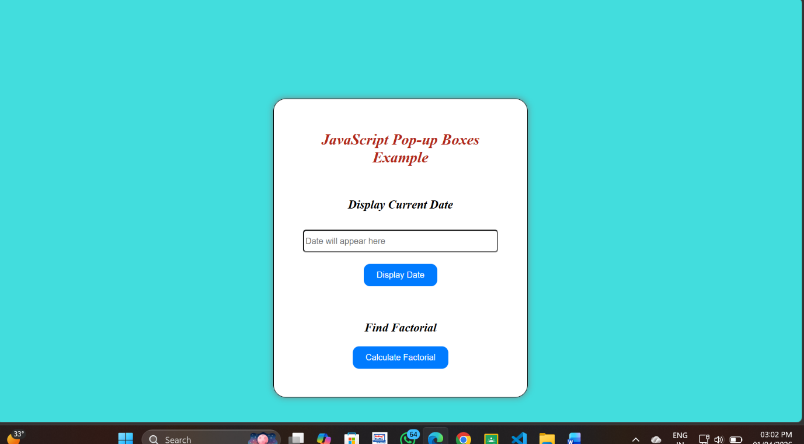 JavaScript Pop-up Boxes
Example
Display Current Date
Date will appear here
Display Date
Find Factorial
Calculate Factorial
33°
Search
54
ENG
03:02 PM